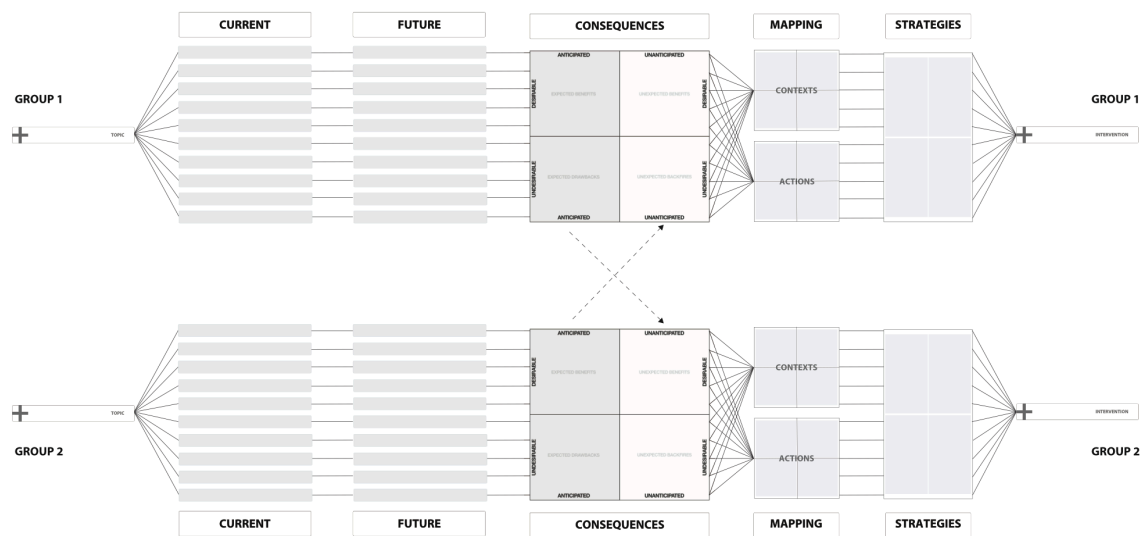 CURRENT
FUTURE
CONSEQUENCES
MAPPING
STRATEGIES
ANTICIPATED
UNANTICIPATED
DESIRABLE
EXPECTED BENEFITS
UNEXPECTED BENEFITS
DESIRABLE
CONTEXTS
GROUP 1
GROUP 1
TOPIC
INTERVENTION
UNDESIRABLE
EXPECTED DRAWBACKS
UNEXPECTED BACKFIRES
UNDESIRABLE
ACTIONS
ANTICIPATED
UNANTICIPATED
ANTICIPATED
UNANTICIPATED
DESIRABLE
EXPECTED BENEFITS
UNEXPECTED BENEFITS
DESIRABLE
CONTEXTS
TOPIC
INTERVENTION
GROUP 2
GROUP 2
UNDESIRABLE
EXPECTED DRAWBACKS
UNEXPECTED BACKFIRES
UNDESIRABLE
ACTIONS
ANTICIPATED
UNANTICIPATED
CURRENT
FUTURE
CONSEQUENCES
MAPPING
STRATEGIES